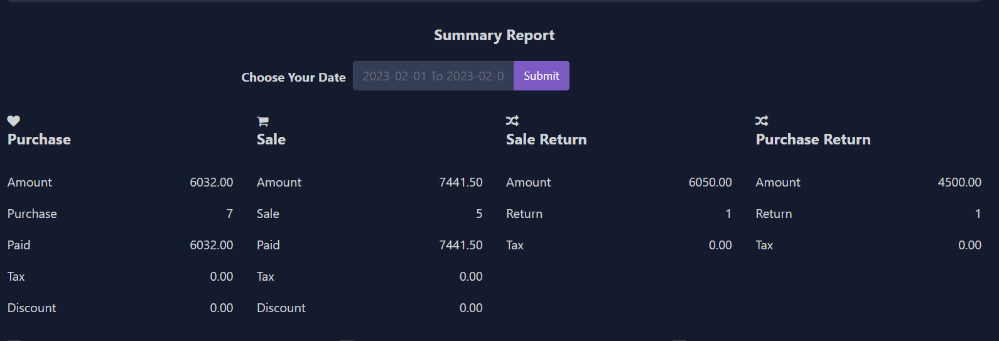 Summary Report
Choose Your Date 2023-02-01 To 2023-02-0 Submit
Purchase Sale Sale Return Purchase Return
Amount 6032.00 Amount 7441.50 Amount 6050.00 Amount 4500.00
Purchase 7 Sale 5 Return 1 Return 1
Paid 6032.00 Paid 7441.50 Tax 0.00 Tax 0.00
Tax 0.00 Tax 0.00
Discount 0.00 Discount 0.00